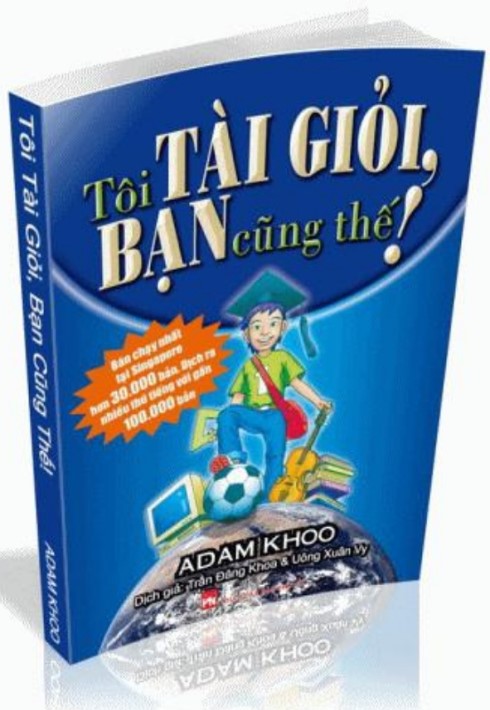 Tôi TÀI GIỎI,
BẠN cũng thế!
Bán chạy nhất
tại Singapore
hơn 30.000 bản. Dịch ra
nhiều thứ tiếng với gần
100.000 bản
ADAM KHOO
Dịch giả: Trần Đăng Khoa & Uông Xuân Vy
PN
Tôi Tài Giỏi, Bạn Cũng Thế!
ADAM KHOO